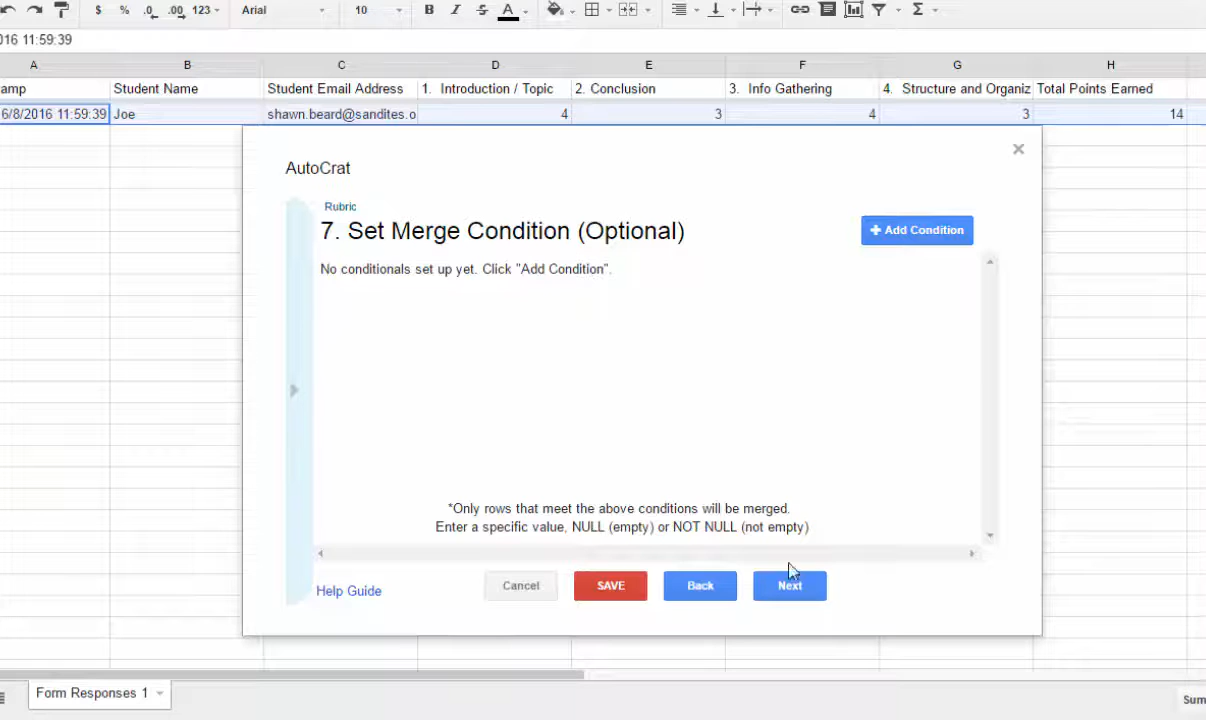 $ % .0 .00 123 Arial 10 B I S A Σ
016 11:59:39
A B C D E F G H
amp Student Name Student Email Address 1. Introduction / Topic 2. Conclusion 3. Info Gathering 4. Structure and Organiz Total Points Earned
6/8/2016 11:59:39 Joe shawn.beard@sandites.o 4 3 4 3 14
AutoCrat
Rubric
7. Set Merge Condition (Optional)
+ Add Condition
No conditionals set up yet. Click "Add Condition".
*Only rows that meet the above conditions will be merged.
Enter a specific value, NULL (empty) or NOT NULL (not empty)
Help Guide Cancel SAVE Back Next
Form Responses 1
Sum